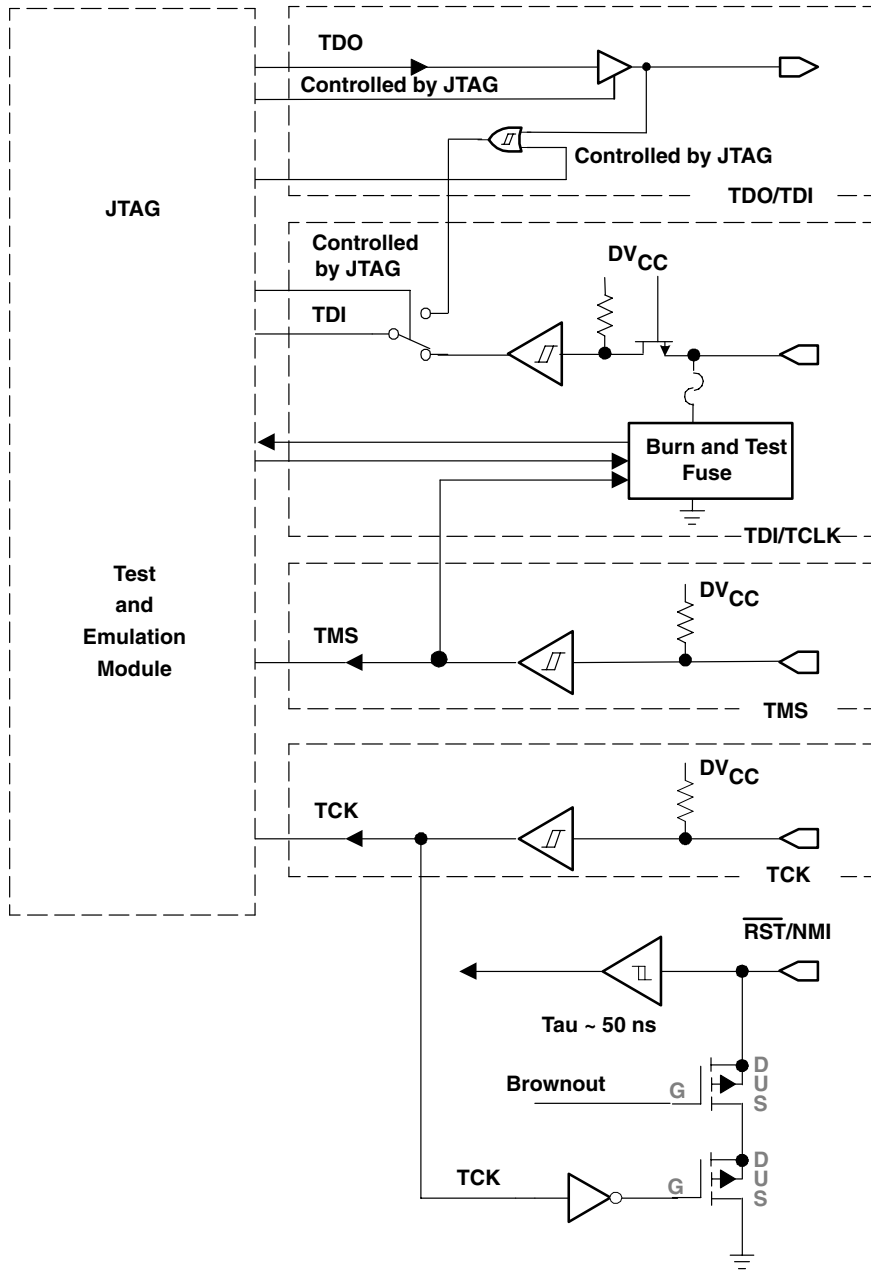 TDO
Controlled by JTAG
Controlled by JTAG
TDO/TDI
JTAG
Controlled
by JTAG
DVCC
TDI
Burn and Test
Fuse
TDI/TCLK
Test
and
Emulation
Module
DVCC
TMS
TMS
DVCC
TCK
TCK
RST/NMI
Tau ~ 50 ns
Brownout
G
D
U
S
TCK
G
D
U
S